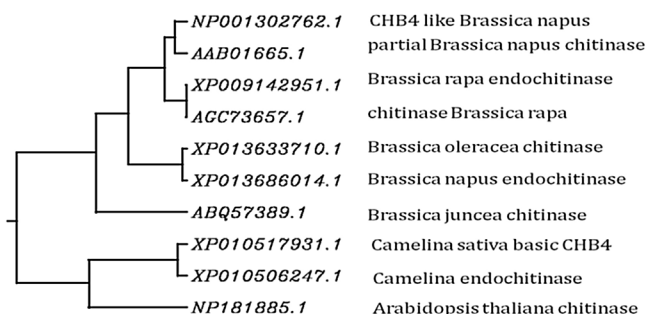 NP001302762.1 CHB4 like Brassica napus
AAB01665.1 partial Brassica napus chitinase
XP009142951.1 Brassica rapa endochitinase
AGC73657.1 chitinase Brassica rapa
XP013633710.1 Brassica oleracea chitinase
XP013686014.1 Brassica napus endochitinase
ABQ57389.1 Brassica juncea chitinase
XP010517931.1 Camelina sativa basic CHB4
XP010506247.1 Camelina endochitinase
NP181885.1 Arabidopsis thaliana chitinase